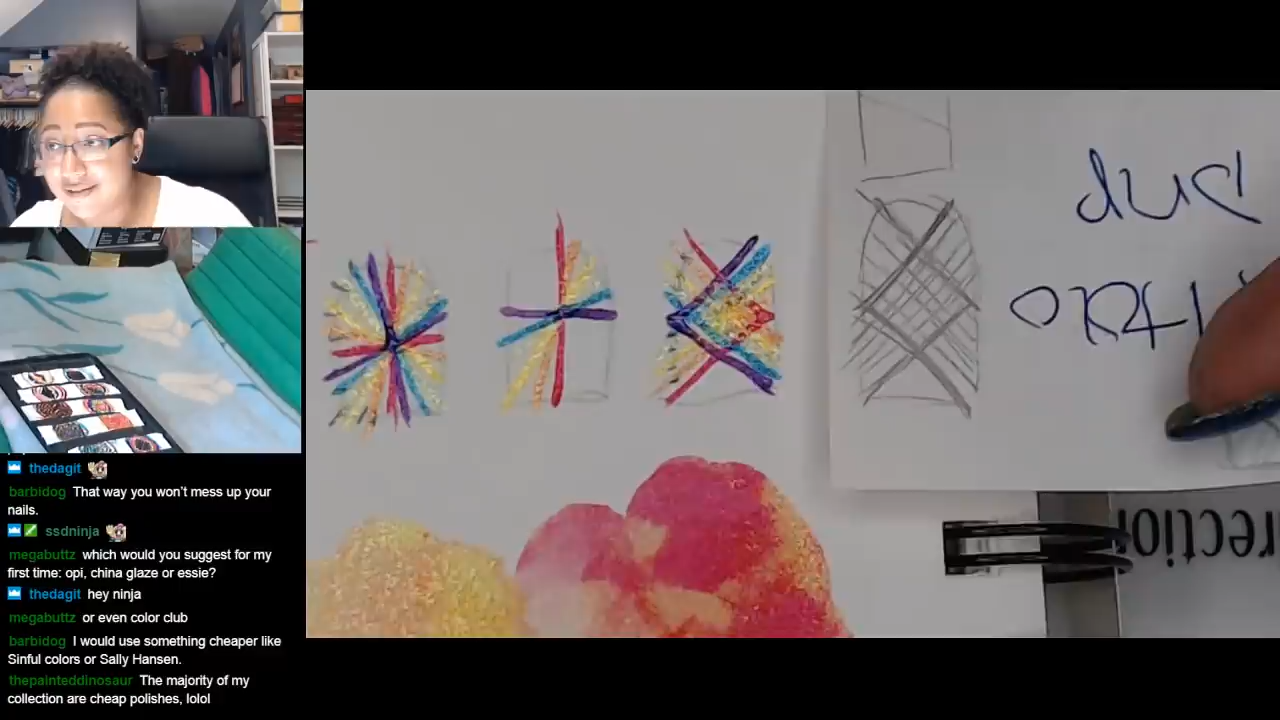 thedagit
barbidog That way you won't mess up your
nails.
ssdninja
megabuttz which would you suggest for my
first time: opi, china glaze or essie?
thedagit hey ninja
megabuttz or even color club
barbidog I would use something cheaper like
Sinful colors or Sally Hansen.
thepainteddinosaur The majority of my
collection are cheap polishes, lolol
rection